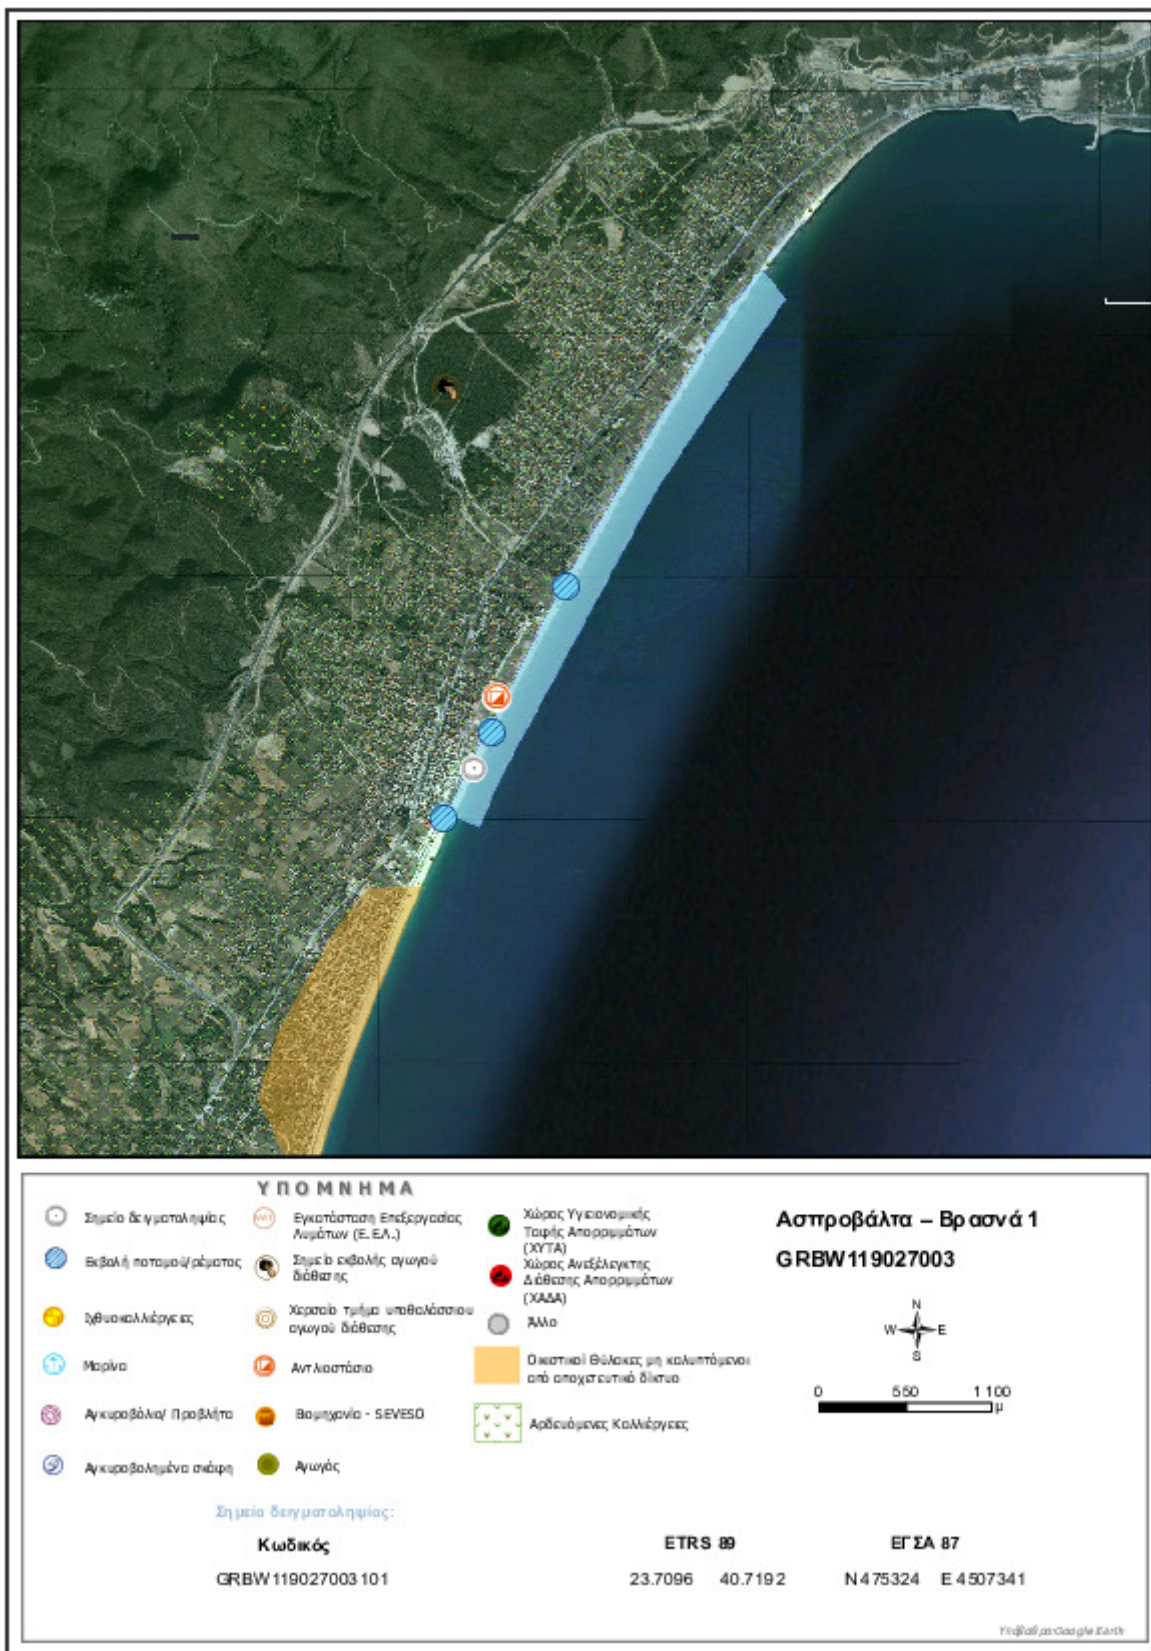 ΥΠΟΜΝΗΜΑ
Σημείο δειγματοληψίας
Εκβολή ποταμού/ρέματος
Ιχθυοκαλλιέργειες
Μαρίνα
Αγκυροβόλιο/ Προβλήτα
Αγκυροβολημένα σκάφη
Εγκατάσταση Επεξεργασίας
Λυμάτων (Ε.Ε.Λ.)
Σημείο εκβολής αγωγού
διάθεσης
Χερσαίο τμήμα υποθαλάσσιου
αγωγού διάθεσης
Αντλιοστάσιο
Βιομηχανία - SEVESO
Αγωγός
Χώρος Υγειονομικής
Ταφής Απορριμμάτων
(ΧΥΤΑ)
Χώρος Ανεξέλεγκτης
Διάθεσης Απορριμμάτων
(ΧΑΔΑ)
Άλλο
Οικιστικοί Θύλακες μη καλυπτόμενοι
από αποχετευτικό δίκτυο
Αρδευόμενες Καλλιέργειες
Ασπροβάλτα – Βρασνά 1
GRBW119027003
N
W E
S
0 550 1 100
μ
Σημεία δειγματοληψίας:
Κωδικός ETRS 89 ΕΓΣΑ 87
GRBW119027003101 23.7096 40.7192 N 475324 E 4507341
Υπόβαθρο:Google Earth